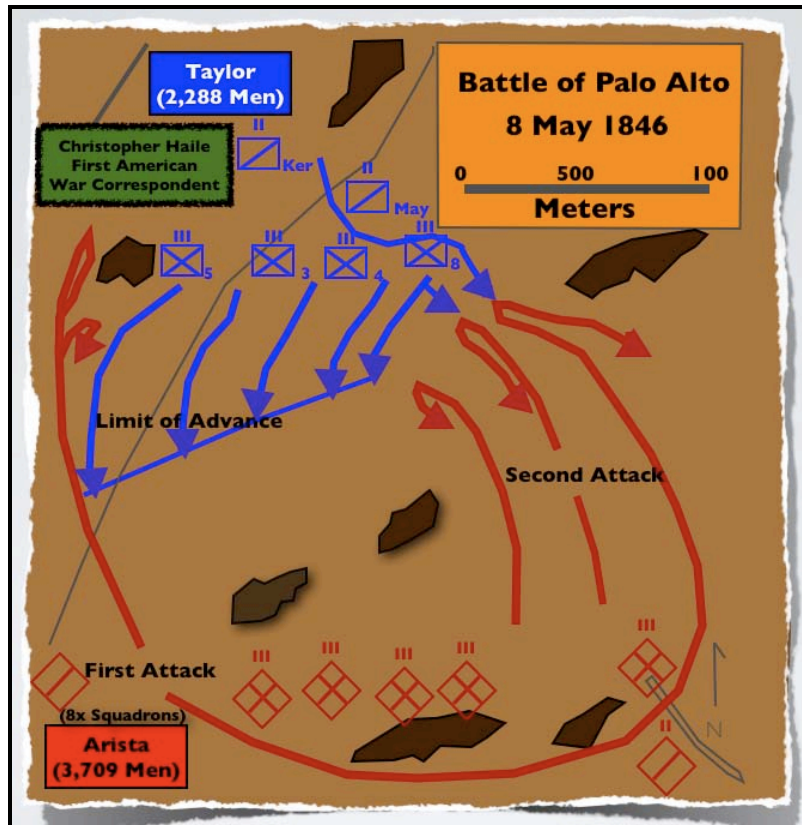 Taylor
(2,288 Men)
Battle of Palo Alto
8 May 1846
0 500 100
Meters
Christopher Haile
First American
War Correspondent
II
Ker
II
May
III
5
III
3
III
4
III
8
Limit of Advance
Second Attack
First Attack
(8x Squadrons)
III
III
III
III
III
II
N
Arista
(3,709 Men)